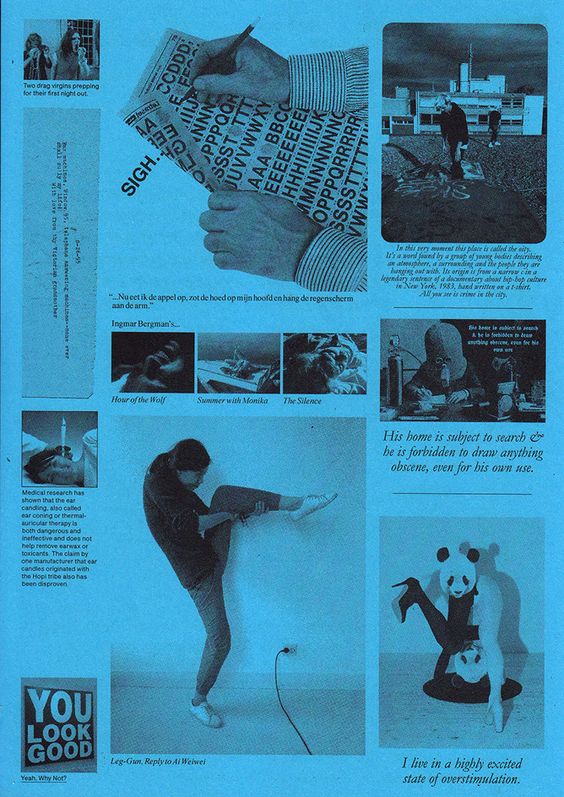 Two drag virgins prepping
for their first night out.
SIGH...
"...Nu eet ik de appel op, zot de hoed op mijn hoofd en hang de regenscherm
aan de arm."
Ingmar Bergman's...
Hour of the Wolf
Summer with Monika
The Silence
In this very moment this place is called the city.
It's a word found by a group of young bodies describing
an atmosphere, a surrounding and the people they are
hanging out with. Its origin is from a narrow c in a
legendary sentence of a documentary about hip-hop culture
in New York, 1983, hand written on a t-shirt.
All you see is crime in the city.
His home is subject to search
& he is forbidden to draw
anything obscene, even for his
own use
His home is subject to search &
he is forbidden to draw anything
obscene, even for his own use.
Medical research has
shown that the ear
candling, also called
ear coning or thermal-
auricular therapy is
both dangerous and
ineffective and does not
help remove earwax or
toxicants. The claim by
one manufacturer that ear
candles originated with
the Hopi tribe also has
been disproven.
YOU
LOOK
GOOD
Yeah. Why Not?
Leg-Gun, Reply to Ai Weiwei
I live in a highly excited
state of overstimulation.